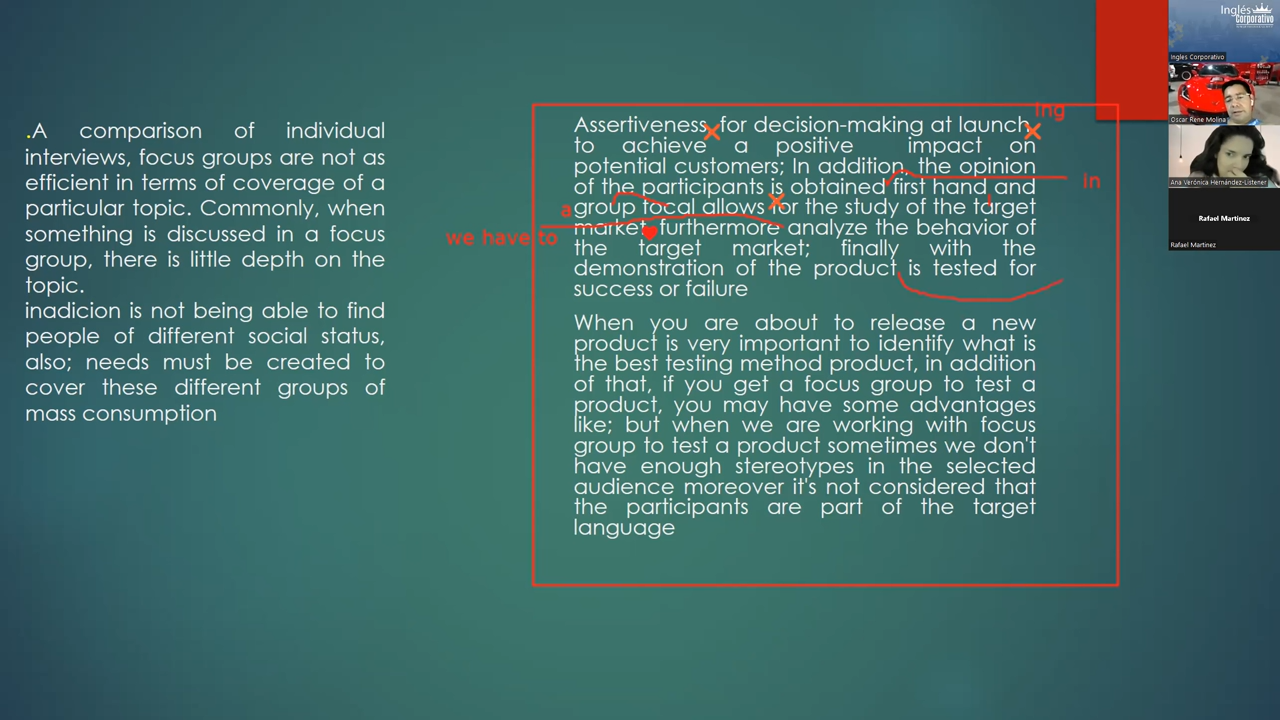 .A comparison of individual
interviews, focus groups are not as
efficient in terms of coverage of a
particular topic. Commonly, when
something is discussed in a focus
group, there is little depth on the
topic.
inadicion is not being able to find
people of different social status,
also; needs must be created to
cover these different groups of
mass consumption
ing
Assertiveness for decision-making at launch
to achieve a positive impact on
potential customers; In addition, the opinion
of the participants is obtained first hand and
in
group focal allows for the study of the target
a
market, furthermore analyze the behavior of
we have to
the target market; finally with the
demonstration of the product is tested for
success or failure
When you are about to release a new
product is very important to identify what is
the best testing method product, in addition
of that, if you get a focus group to test a
product, you may have some advantages
like; but when we are working with focus
group to test a product sometimes we don't
have enough stereotypes in the selected
audience moreover it's not considered that
the participants are part of the target
language
Inglés
Corporativo
Ingles Corporativo
Oscar Rene Molina
Ana Verónica Hernández-Listener
Rafael Martinez
Rafael Martinez